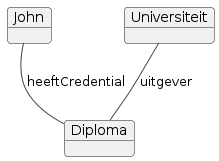 John
Universiteit
heeftCredential
uitgever
Diploma